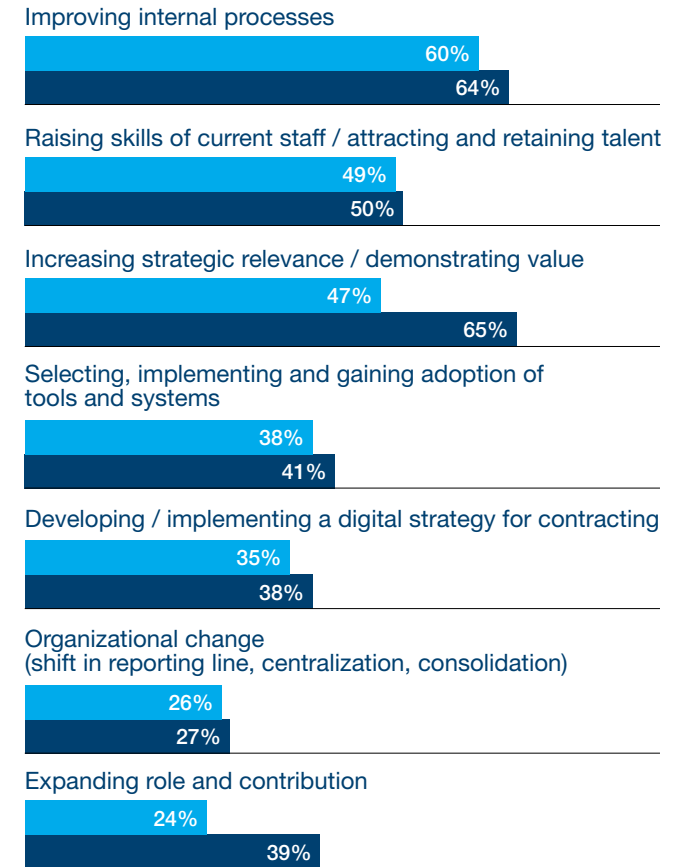 Improving internal processes
60%
64%
Raising skills of current staff / attracting and retaining talent
49%
50%
Increasing strategic relevance / demonstrating value
47%
65%
Selecting, implementing and gaining adoption of
tools and systems
38%
41%
Developing / implementing a digital strategy for contracting
35%
38%
Organizational change
(shift in reporting line, centralization, consolidation)
26%
27%
Expanding role and contribution
24%
39%